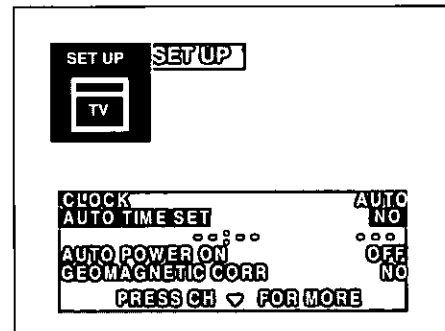 SET UP SET UP
TV
CLOCK AUTO
AUTO TIME SET NO
--:-- ---
AUTO POWER ON OFF
GEOMAGNETIC CORR NO
PRESS CH ▽ FOR MORE